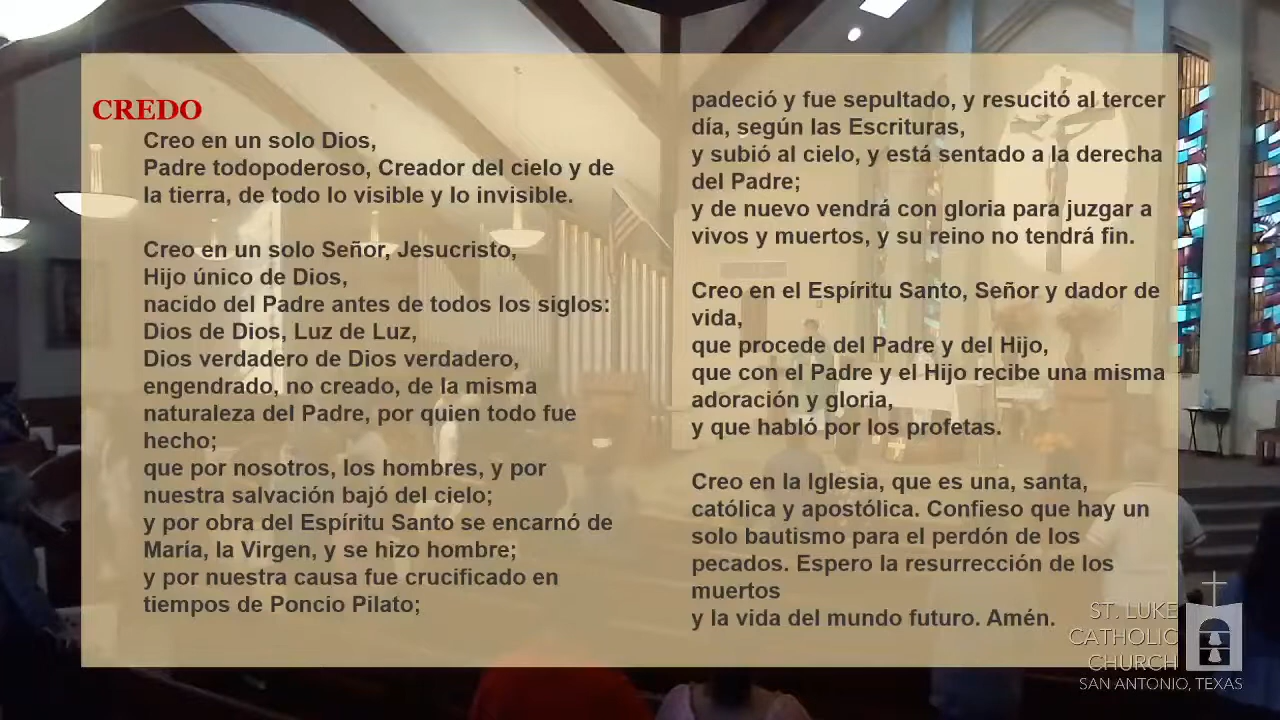 CREDO
Creo en un solo Dios,
Padre todopoderoso, Creador del cielo y de
la tierra, de todo lo visible y lo invisible.
Creo en un solo Señor, Jesucristo,
Hijo único de Dios,
nacido del Padre antes de todos los siglos:
Dios de Dios, Luz de Luz,
Dios verdadero de Dios verdadero,
engendrado, no creado, de la misma
naturaleza del Padre, por quien todo fue
hecho;
que por nosotros, los hombres, y por
nuestra salvación bajó del cielo;
y por obra del Espíritu Santo se encarnó de
María, la Virgen, y se hizo hombre;
y por nuestra causa fue crucificado en
tiempos de Poncio Pilato;
padeció y fue sepultado, y resucitó al tercer
día, según las Escrituras,
y subió al cielo, y está sentado a la derecha
del Padre;
y de nuevo vendrá con gloria para juzgar a
vivos y muertos, y su reino no tendrá fin.
Creo en el Espíritu Santo, Señor y dador de
vida,
que procede del Padre y del Hijo,
que con el Padre y el Hijo recibe una misma
adoración y gloria,
y que habló por los profetas.
Creo en la Iglesia, que es una, santa,
católica y apostólica. Confieso que hay un
solo bautismo para el perdón de los
pecados. Espero la resurrección de los
muertos
y la vida del mundo futuro. Amén.
ST. LUKE
CATHOLIC
CHURCH
SAN ANTONIO, TEXAS